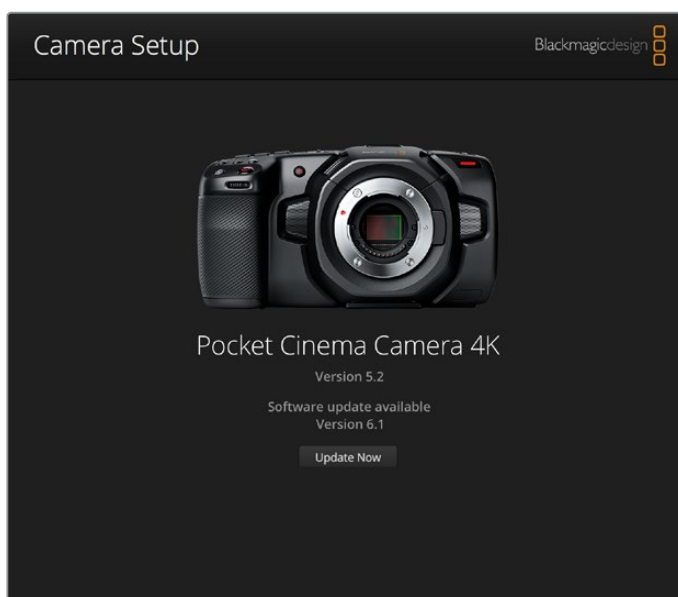 Camera Setup
Blackmagicdesign
Pocket Cinema Camera 4K
Version 5.2
Software update available
Version 6.1
Update Now